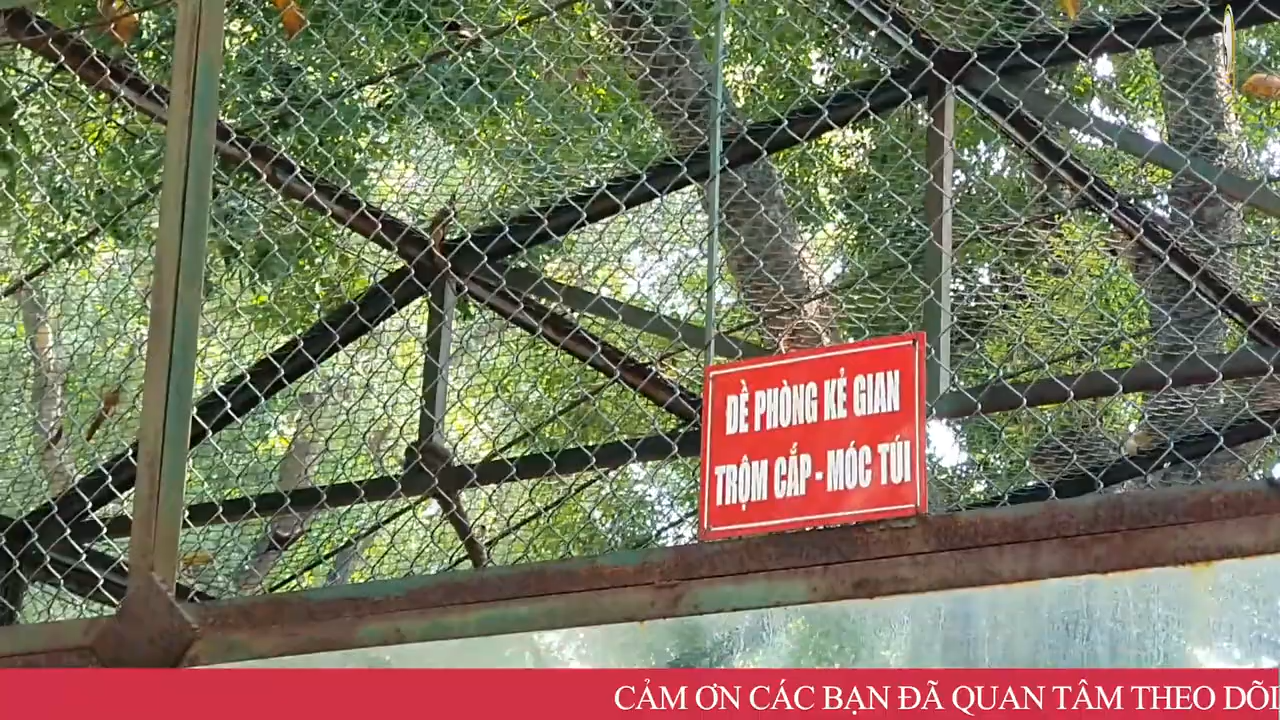 ĐỀ PHÒNG KẺ GIAN
TRỘM CẮP - MÓC TÚI
CẢM ƠN CÁC BẠN ĐÃ QUAN TÂM THEO DÕI